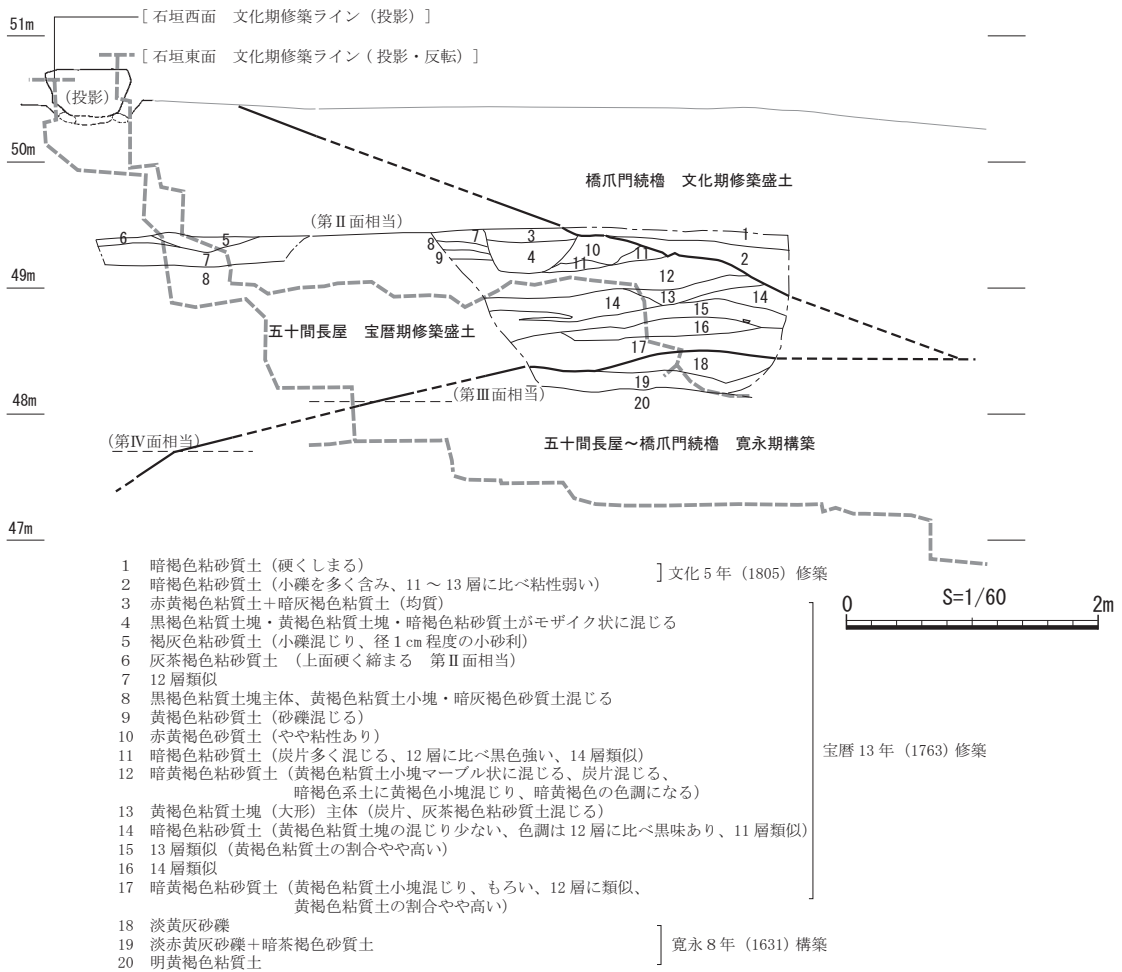 51m
[ 石垣西面　文化期修築ライン（投影）]
[ 石垣東面　文化期修築ライン（投影・反転）]
(投影)
50m
橋爪門続櫓　文化期修築盛土
(第Ⅱ面相当)
6 5 7 8
8 7 9 3 4 10 11 11 1 2
12 13 14 14 15 16 17 18 19 20
49m
五十間長屋　宝暦期修築盛土
48m
(第Ⅲ面相当)
(第Ⅳ面相当)
五十間長屋～橋爪門続櫓　寛永期構築
47m
1　暗褐色粘砂質土（硬くしまる）
2　暗褐色粘砂質土（小礫を多く含み、11～13層に比べ粘性弱い）
文化5年（1805）修築
3　赤黄褐色粘質土＋暗灰褐色粘質土（均質）
4　黒褐色粘質土塊・黄褐色粘質土塊・暗褐色粘砂質土がモザイク状に混じる
5　褐灰色粘質土（小礫混じり、径1㎝程度の小砂利）
6　灰茶褐色粘砂質土　（上面硬く締まる　第Ⅱ面相当）
7　12層類似
8　黒褐色粘質土塊主体、黄褐色粘質土小塊・暗灰褐色砂質土混じる
9　黄褐色粘砂質土（砂礫混じる）
10　赤黄褐色粘砂質土（やや粘性あり）
11　暗褐色粘砂質土（炭片多く混じる、12層に比べ黒色強い、14層類似）
12　暗黄褐色粘砂質土（黄褐色粘質土小塊マーブル状に混じる、炭片混じる、
暗褐色系土に黄褐色小塊混じり、暗黄褐色の色調になる）
13　黄褐色粘質土塊（大形）主体（炭片、灰茶褐色粘砂質土混じる）
14　暗褐色粘砂質土（黄褐色粘質土塊の混じり少ない、色調は12層に比べ黒味あり、11層類似）
15　13層類似（黄褐色粘質土の割合やや高い）
16　14層類似
17　暗黄褐色粘砂質土（黄褐色粘質土小塊混じり、もろい、12層に類似、
黄褐色粘質土の割合やや高い）
宝暦13年（1763）修築
18　淡黄灰砂礫
19　淡赤黄灰砂礫＋暗茶褐色砂質土
20　明黄褐色粘質土
寛永8年（1631）構築
0　S=1/60　2m